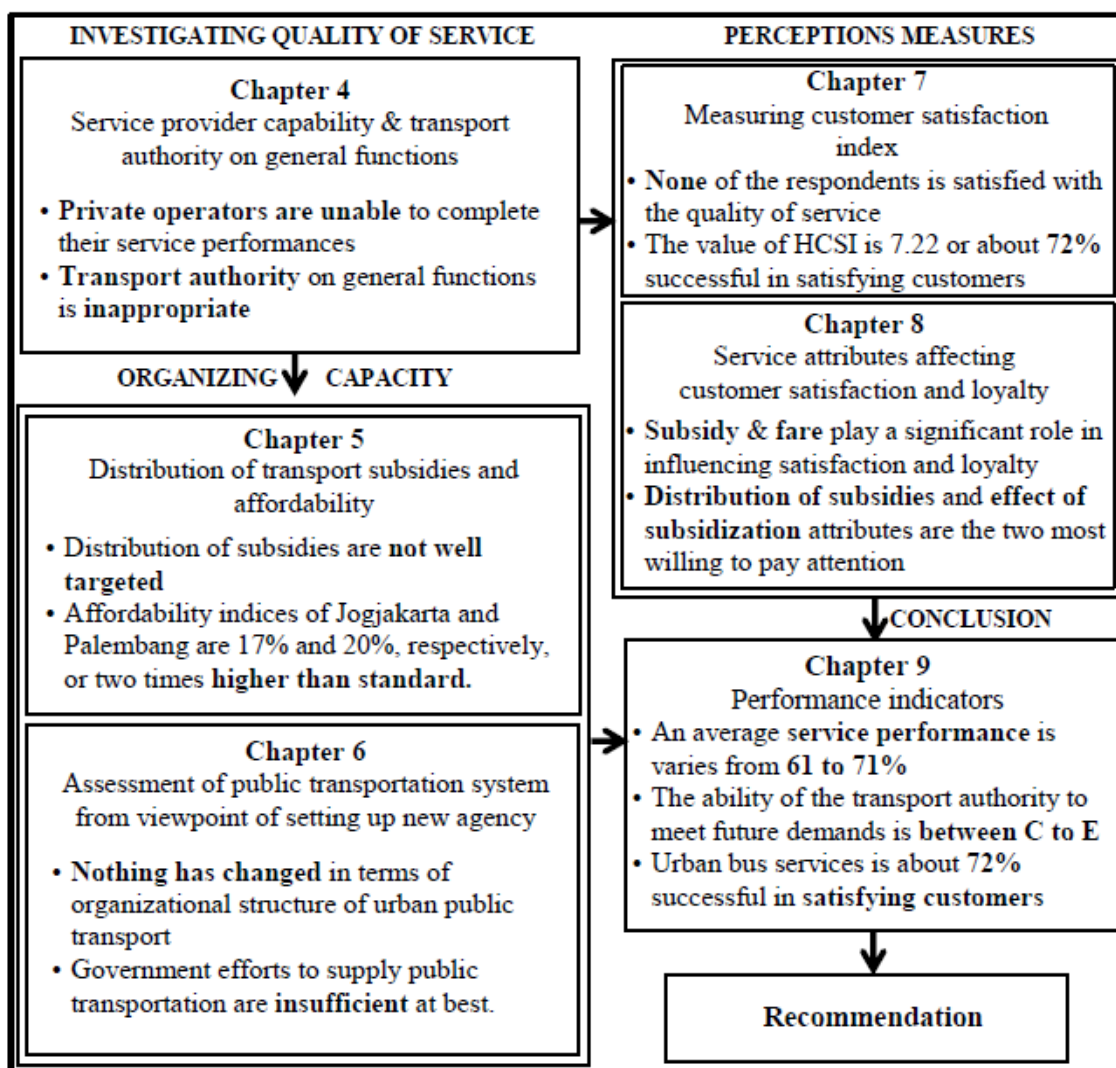 INVESTIGATING QUALITY OF SERVICE
Chapter 4
Service provider capability & transport
authority on general functions
• Private operators are unable to complete
their service performances
• Transport authority on general functions
is inappropriate
ORGANIZING CAPACITY
Chapter 5
Distribution of transport subsidies and
affordability
• Distribution of subsidies are not well
targeted
• Affordability indices of Jogjakarta and
Palembang are 17% and 20%, respectively,
or two times higher than standard.
Chapter 6
Assessment of public transportation system
from viewpoint of setting up new agency
• Nothing has changed in terms of
organizational structure of urban public
transport
• Government efforts to supply public
transportation are insufficient at best.
PERCEPTIONS MEASURES
Chapter 7
Measuring customer satisfaction
index
• None of the respondents is satisfied with
the quality of service
• The value of HCSI is 7.22 or about 72%
successful in satisfying customers
Chapter 8
Service attributes affecting
customer satisfaction and loyalty
• Subsidy & fare play a significant role in
influencing satisfaction and loyalty
• Distribution of subsidies and effect of
subsidization attributes are the two most
willing to pay attention
CONCLUSION
Chapter 9
Performance indicators
• An average service performance is
varies from 61 to 71%
• The ability of the transport authority to
meet future demands is between C to E
• Urban bus services is about 72%
successful in satisfying customers
Recommendation